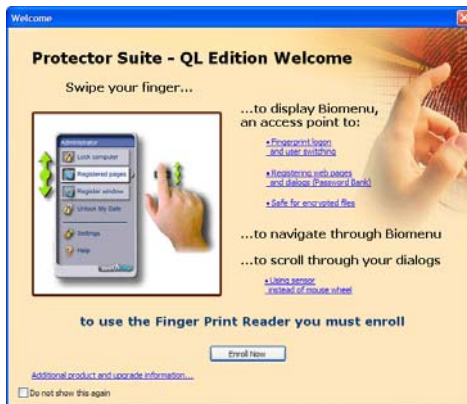 Welcome
Protector Suite - QL Edition Welcome
Swipe your finger...
Administrator
Lock computer
Registered pages
Register window
Unlock My Safe
Settings
Help
...to display Biomenu,
an access point to:
• Fingerprint logon
and user switching
• Registering web pages
and dialogs (Password Bank)
• Safe for encrypted files
...to navigate through Biomenu
...to scroll through your dialogs
• Using sensor
instead of mouse wheel
to use the Finger Print Reader you must enroll
Enroll Now
Additional product and upgrade information...
Do not show this again